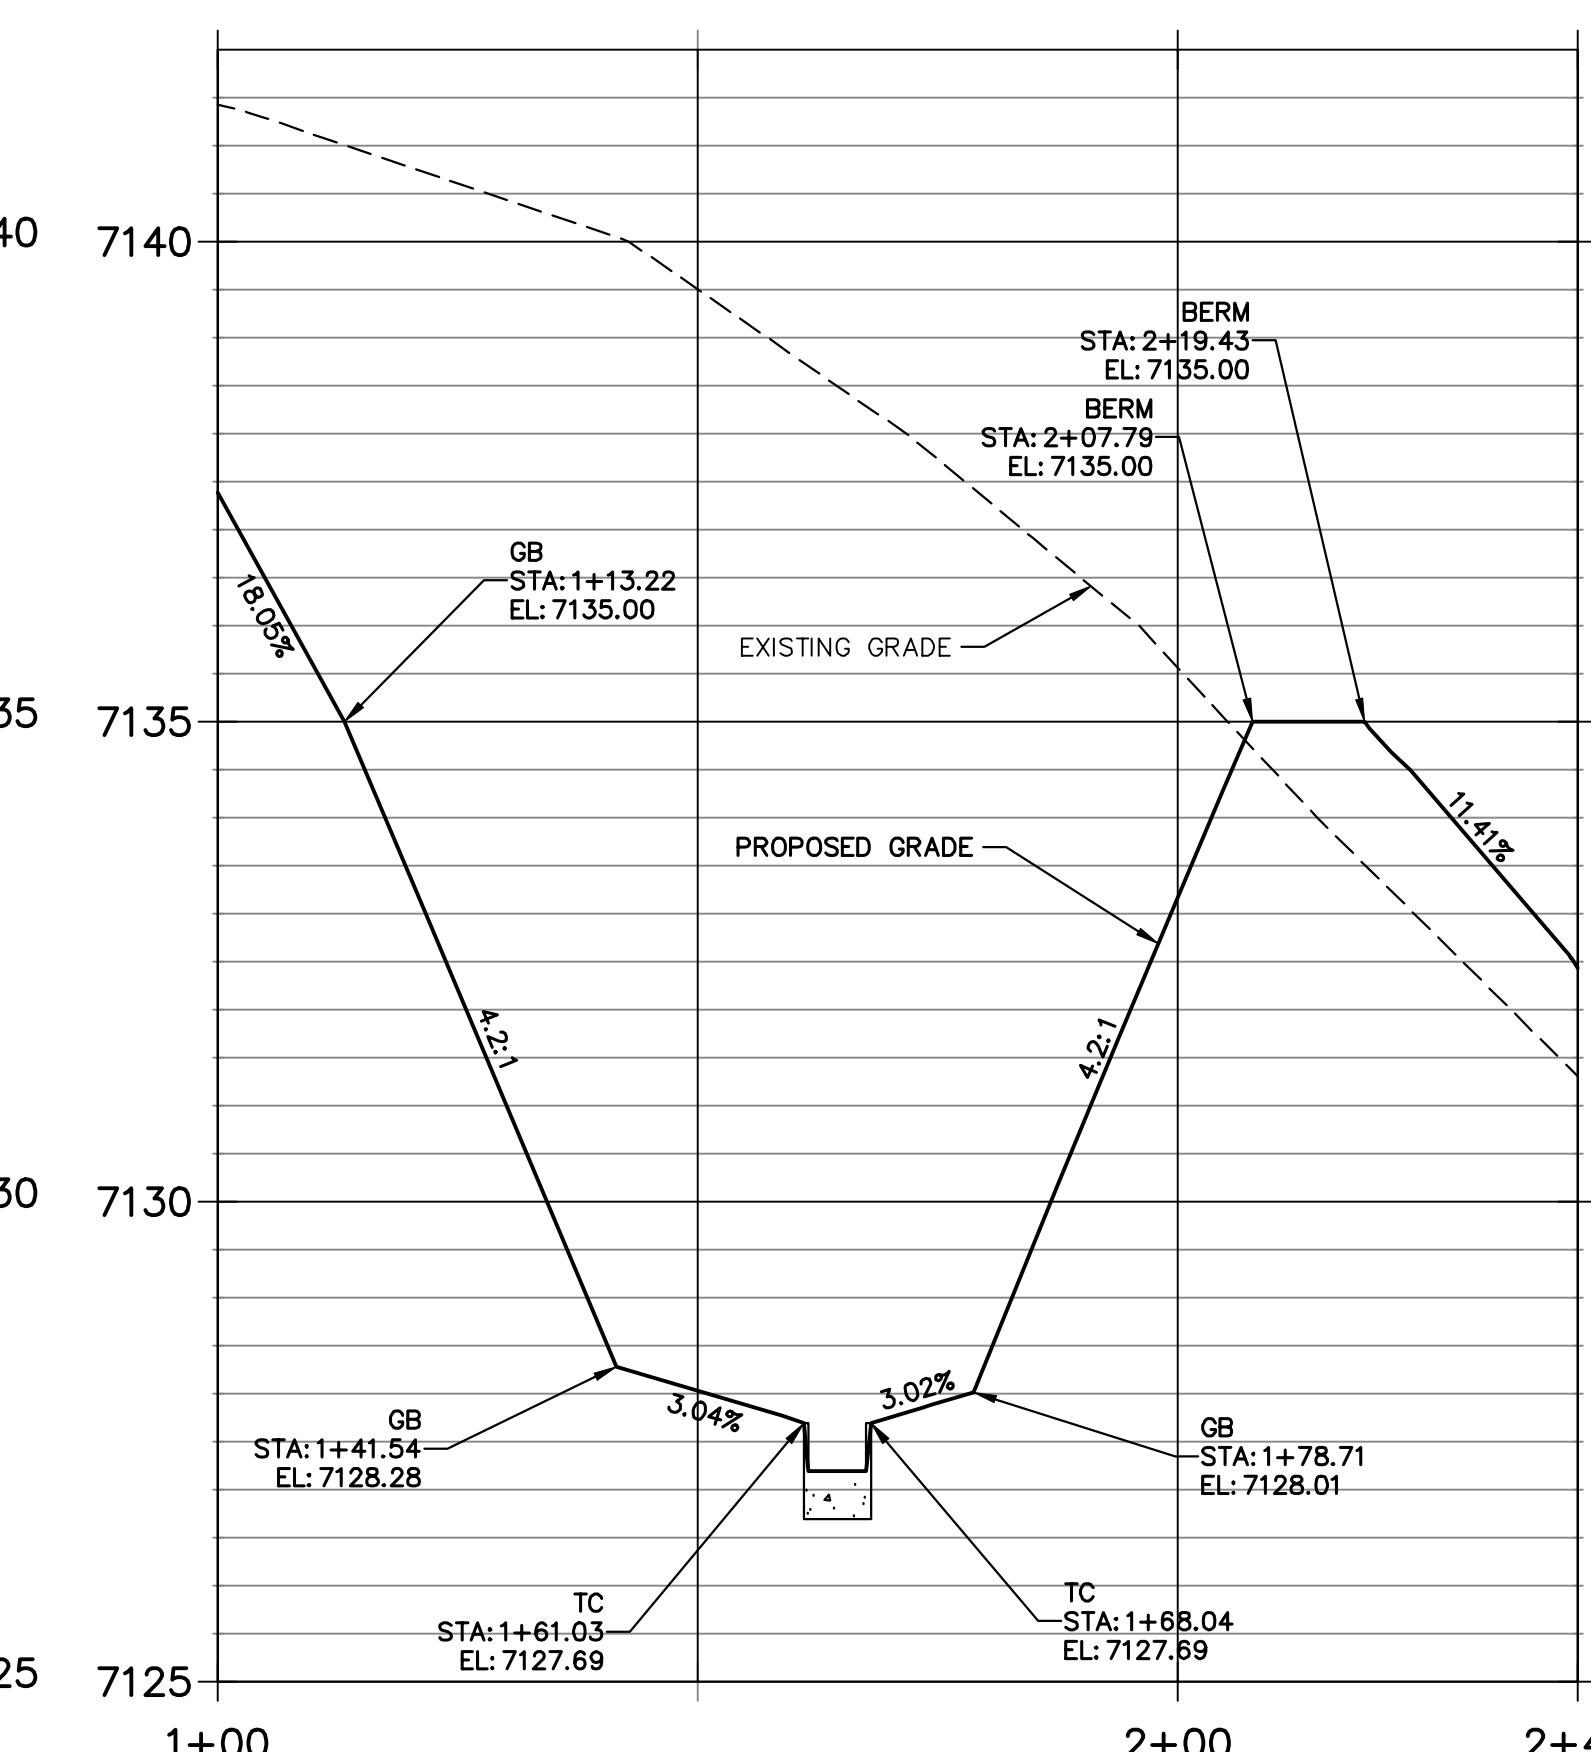 BERM
STA: 2+19.43
EL: 7135.00
BERM
STA: 2+07.79
EL: 7135.00
40
7140
GB
STA: 1+13.22
EL: 7135.00
18.05%
EXISTING GRADE
35
7135
PROPOSED GRADE
11.41%
4.2:1
4.2:1
30
7130
GB
STA: 1+41.54
EL: 7128.28
3.04%
3.02%
GB
STA: 1+78.71
EL: 7128.01
TC
STA: 1+61.03
EL: 7127.69
TC
STA: 1+68.04
EL: 7127.69
25
7125
1+00
2+00